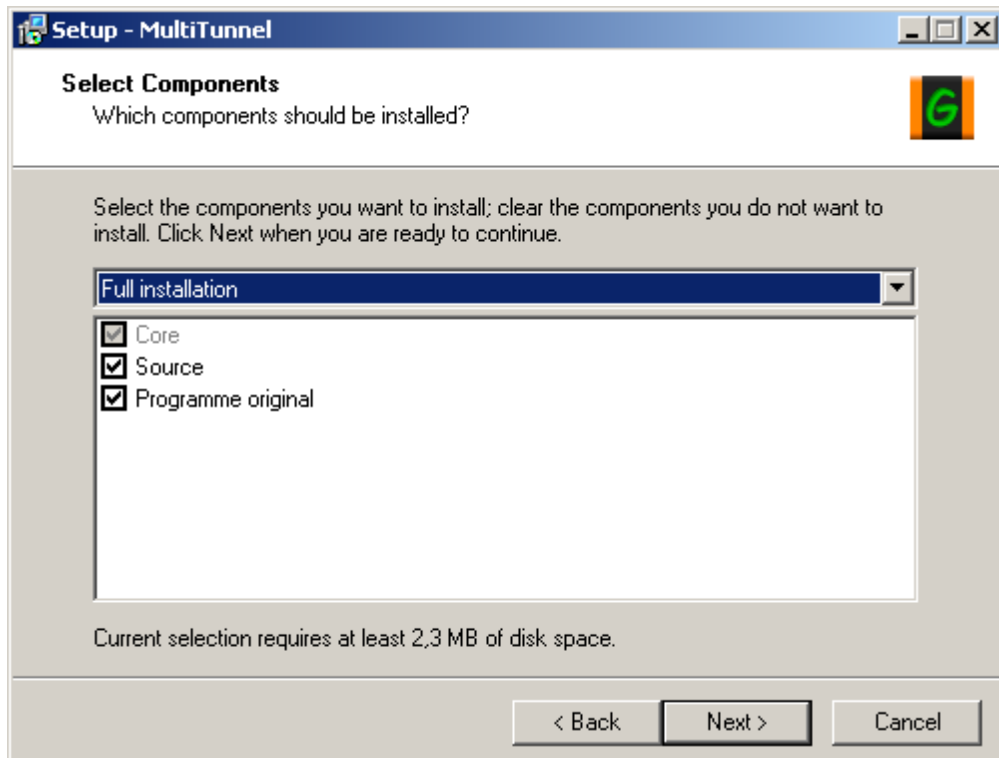 Setup - MultiTunnel
Select Components
Which components should be installed?
G
Select the components you want to install; clear the components you do not want to
install. Click Next when you are ready to continue.
Full installation
Core
Source
Programme original
Current selection requires at least 2,3 MB of disk space.
< Back Next > Cancel